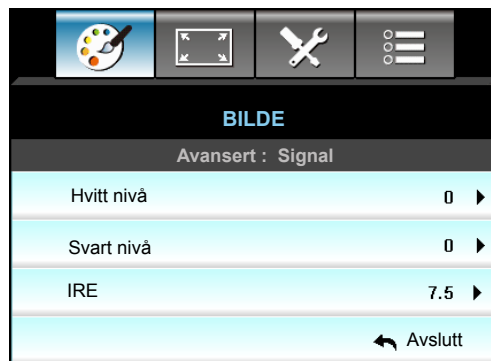 BILDE
Avansert : Signal
Hvitt nivå 0
Svart nivå 0
IRE 7.5
Avslutt